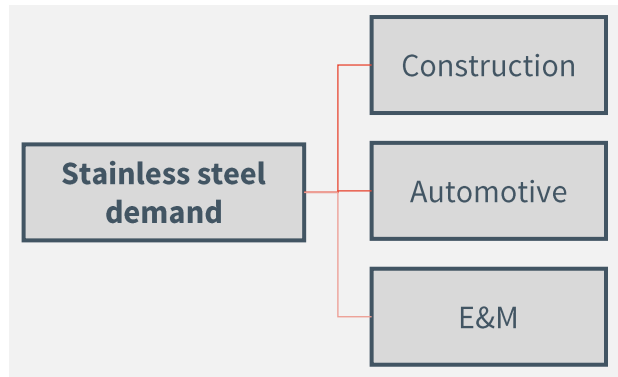 Stainless steel
demand
Construction
Automotive
E&M